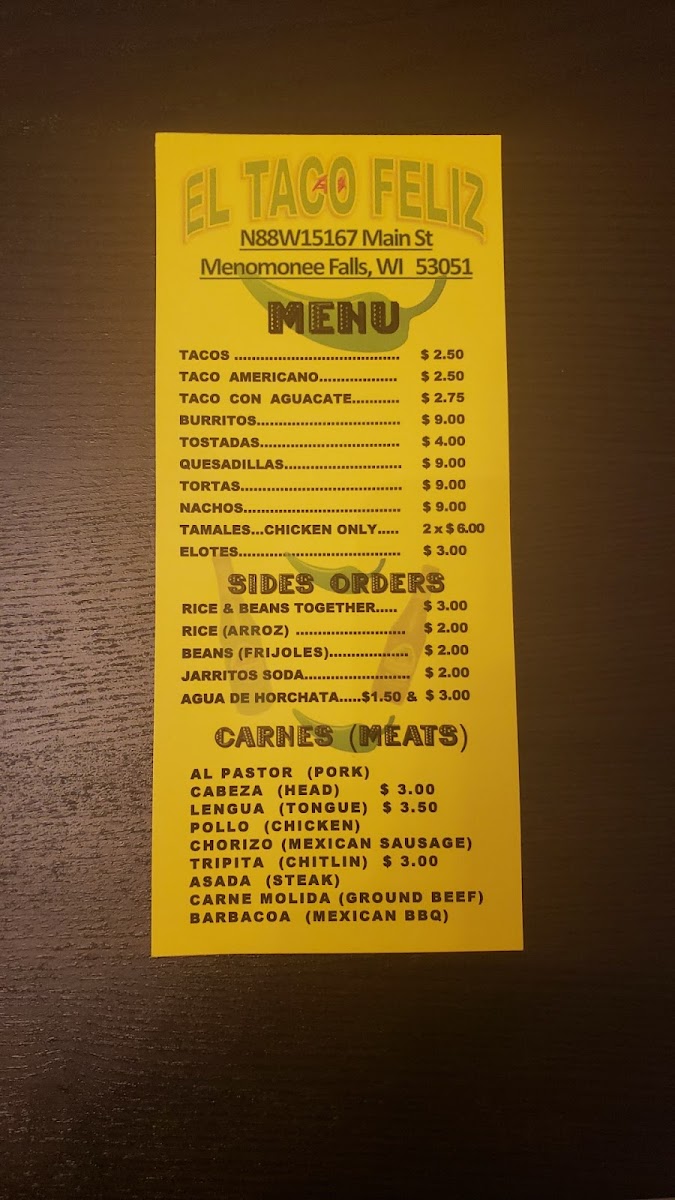 EL TACO FELIZ
N88W15167 Main St
Menomonee Falls, WI 53051
MENU
TACOS ...................................... $ 2.50
TACO AMERICANO.................. $ 2.50
TACO CON AGUACATE........... $ 2.75
BURRITOS................................. $ 9.00
TOSTADAS................................ $ 4.00
QUESADILLAS........................... $ 9.00
TORTAS..................................... $ 9.00
NACHOS.................................... $ 9.00
TAMALES...CHICKEN ONLY..... 2 x $ 6.00
ELOTES..................................... $ 3.00
SIDES ORDERS
RICE & BEANS TOGETHER..... $ 3.00
RICE (ARROZ) ......................... $ 2.00
BEANS (FRIJOLES).................. $ 2.00
JARRITOS SODA........................ $ 2.00
AGUA DE HORCHATA.....$1.50 & $ 3.00
CARNES (MEATS)
AL PASTOR (PORK)
CABEZA (HEAD) $ 3.00
LENGUA (TONGUE) $ 3.50
POLLO (CHICKEN)
CHORIZO (MEXICAN SAUSAGE)
TRIPITA (CHITLIN) $ 3.00
ASADA (STEAK)
CARNE MOLIDA (GROUND BEEF)
BARBACOA (MEXICAN BBQ)